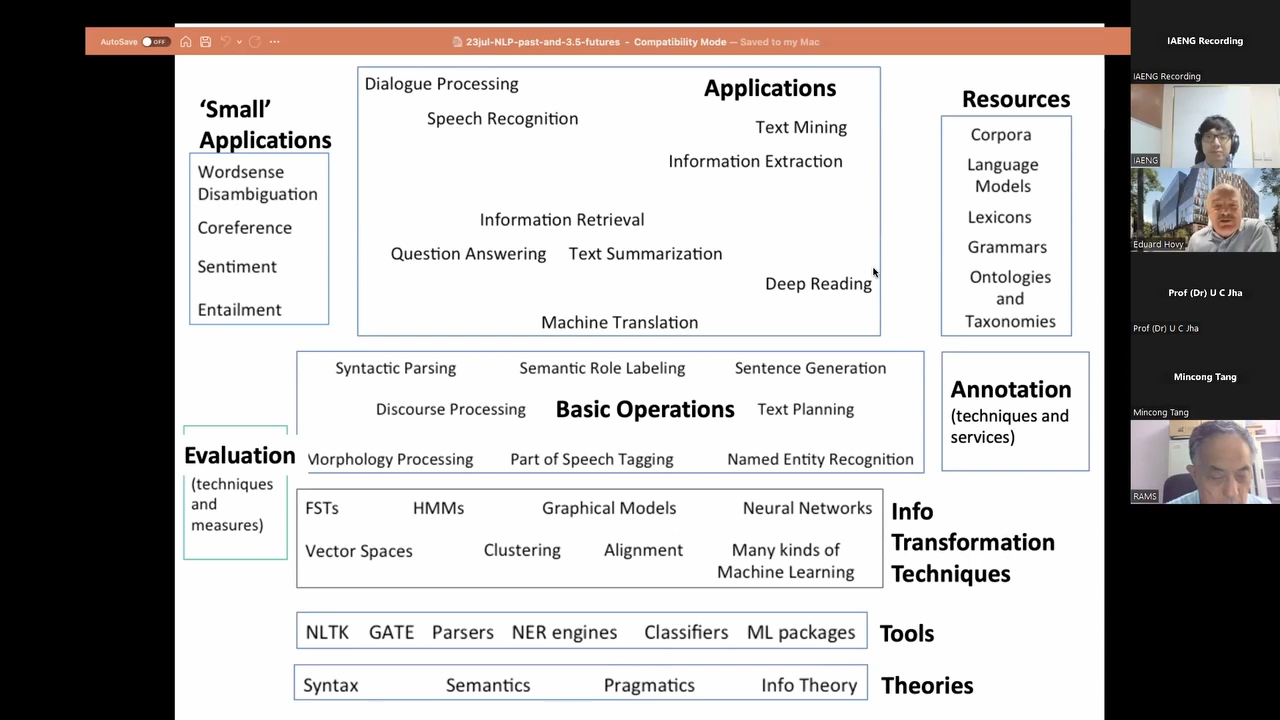 AutoSave OFF
23jul-NLP-past-and-3.5-futures - Compatibility Mode — Saved to my Mac
‘Small’
Applications
Wordsense
Disambiguation
Coreference
Sentiment
Entailment
Applications
Dialogue Processing
Speech Recognition
Text Mining
Information Extraction
Information Retrieval
Question Answering Text Summarization
Deep Reading
Machine Translation
Resources
Corpora
Language
Models
Lexicons
Grammars
Ontologies
and
Taxonomies
Syntactic Parsing Semantic Role Labeling Sentence Generation
Discourse Processing Basic Operations Text Planning
Morphology Processing Part of Speech Tagging Named Entity Recognition
Annotation
(techniques and
services)
Evaluation
(techniques
and
measures)
FSTs HMMs Graphical Models Neural Networks
Vector Spaces Clustering Alignment Many kinds of
Machine Learning
Info
Transformation
Techniques
NLTK GATE Parsers NER engines Classifiers ML packages
Tools
Syntax Semantics Pragmatics Info Theory
Theories
IAENG Recording
IAENG Recording
IAENG
Eduard Hovy
Prof (Dr) U C Jha
Prof (Dr) U C Jha
Mincong Tang
Mincong Tang
RAMS